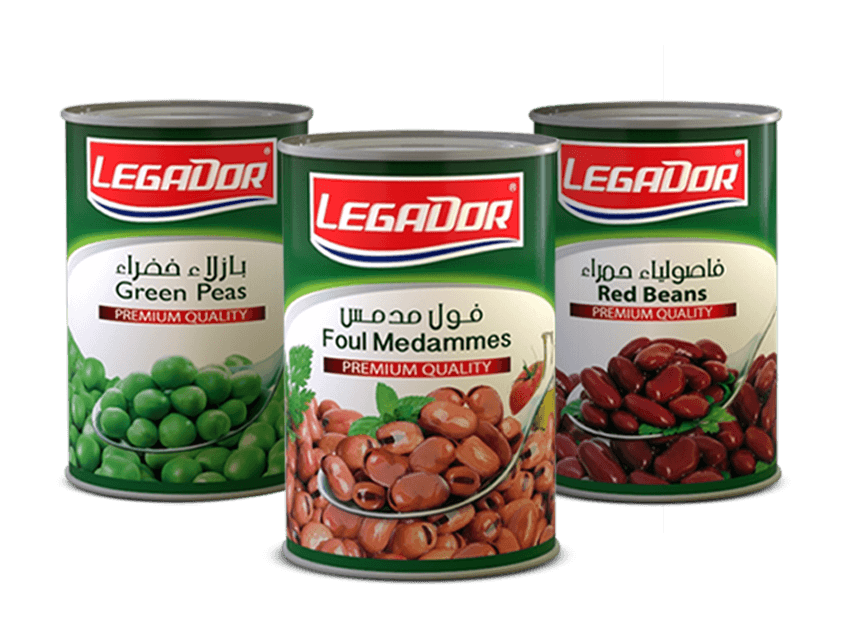 LEGADOR®
بازلاء خضراء
Green Peas
PREMIUM QUALITY
LEGADOR®
فول مدمس
Foul Medammes
PREMIUM QUALITY
LEGADOR®
فاصولياء حمراء
Red Beans
PREMIUM QUALITY